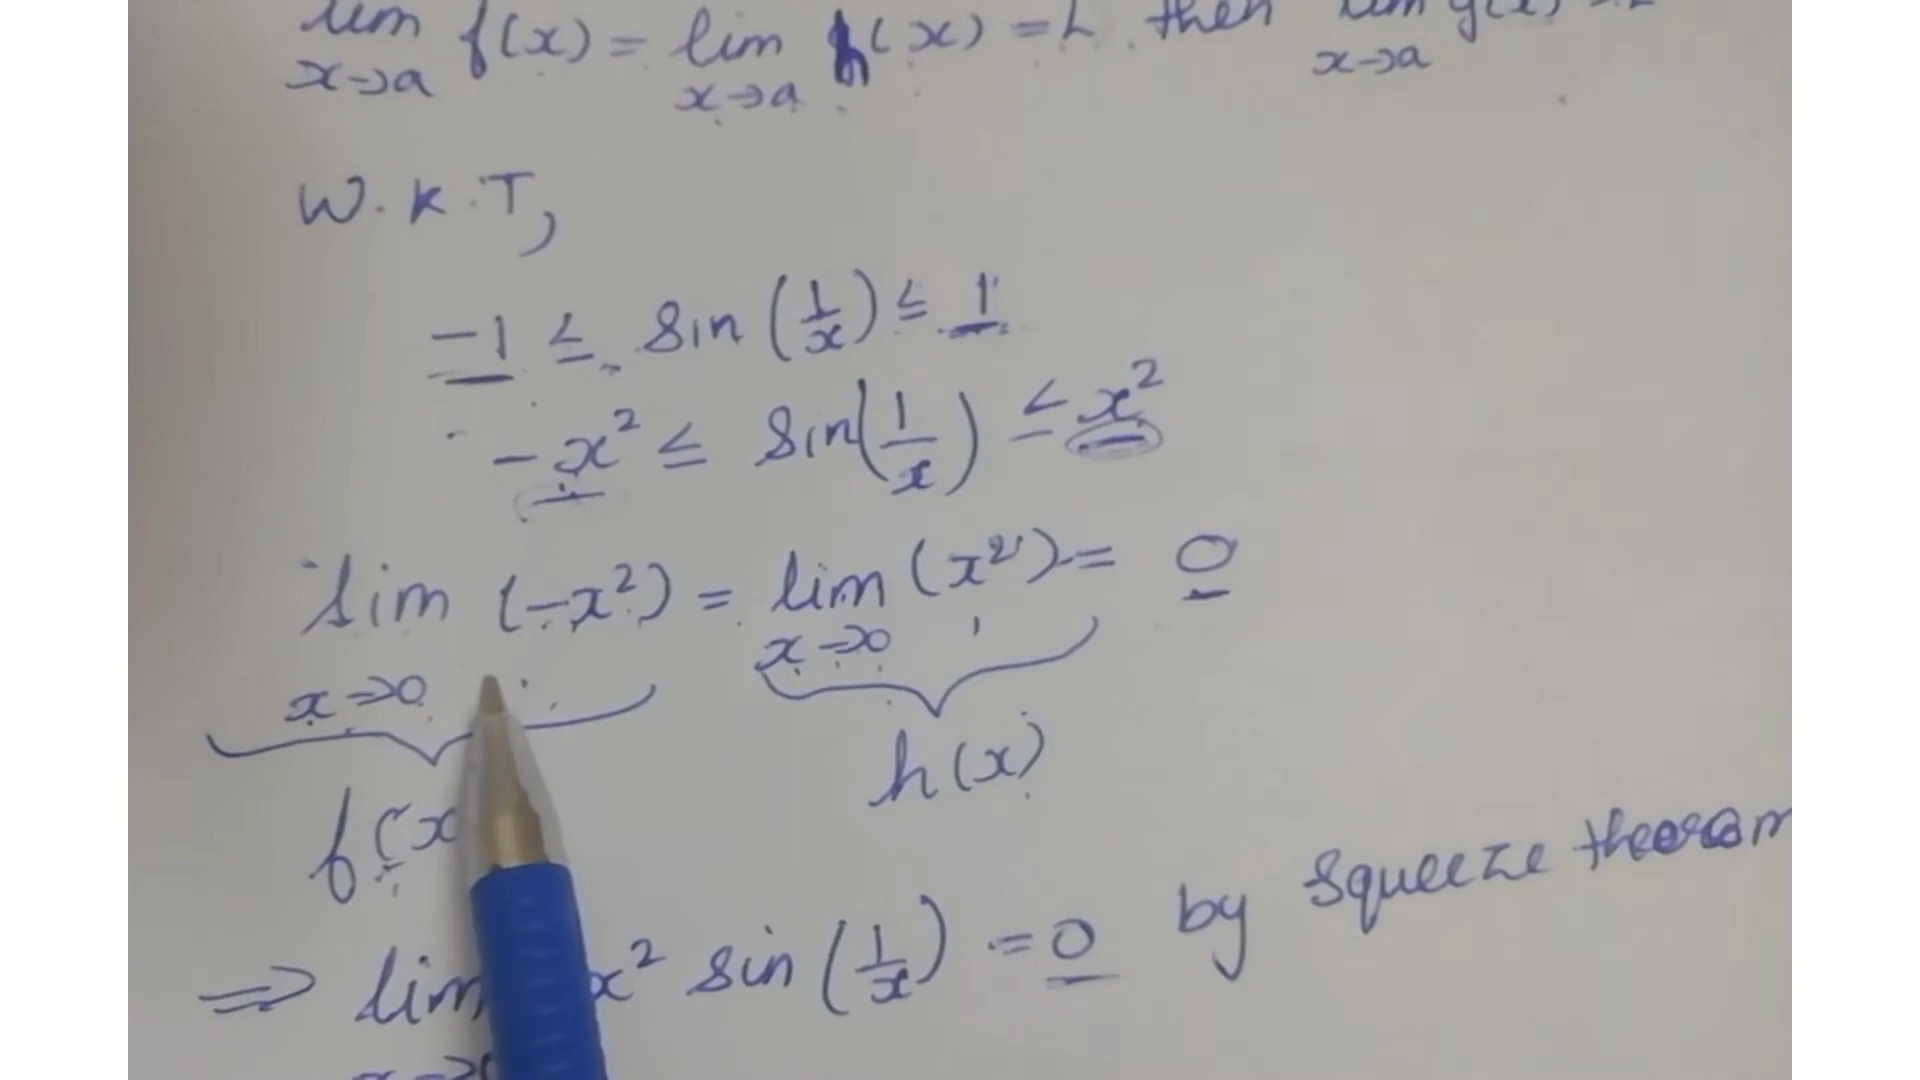 lim f(x) = lim h(x) = L. then lim g(x) = L
x→a x→a x→a
W.K.T,
-1 ≤ sin (1/x) ≤ 1
-x² ≤ sin(1/x) ≤ x²
lim (-x²) = lim (x²) = 0
x→0 x→0
h(x)
f(x
⇒ lim x² sin (1/x) = 0 by Squeeze theorem
x→0